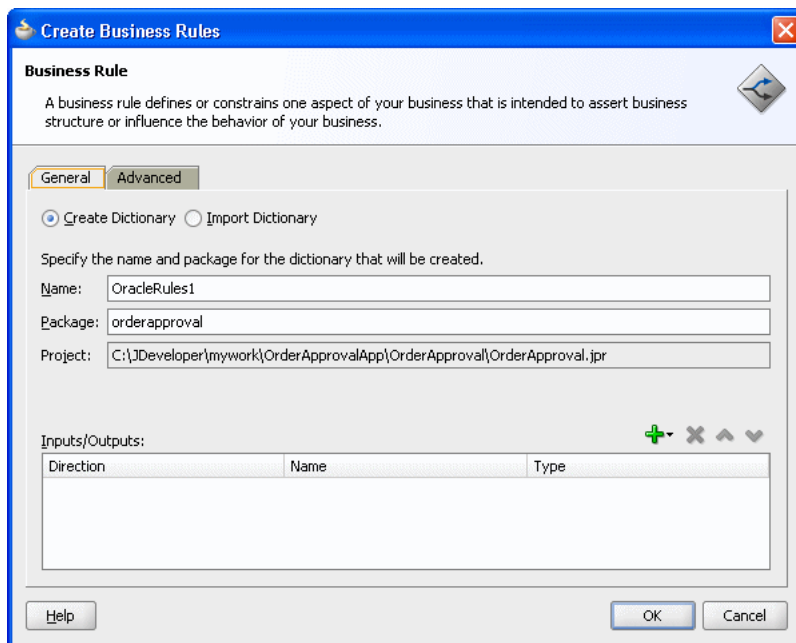 Create Business Rules
Business Rule
A business rule defines or constrains one aspect of your business that is intended to assert business
structure or influence the behavior of your business.
General Advanced
Create Dictionary Import Dictionary
Specify the name and package for the dictionary that will be created.
Name: OracleRules1
Package: orderapproval
Project: C:\JDeveloper\mywork\OrderApprovalApp\OrderApproval\OrderApproval.jpr
Inputs/Outputs:
Direction Name Type
Help OK Cancel